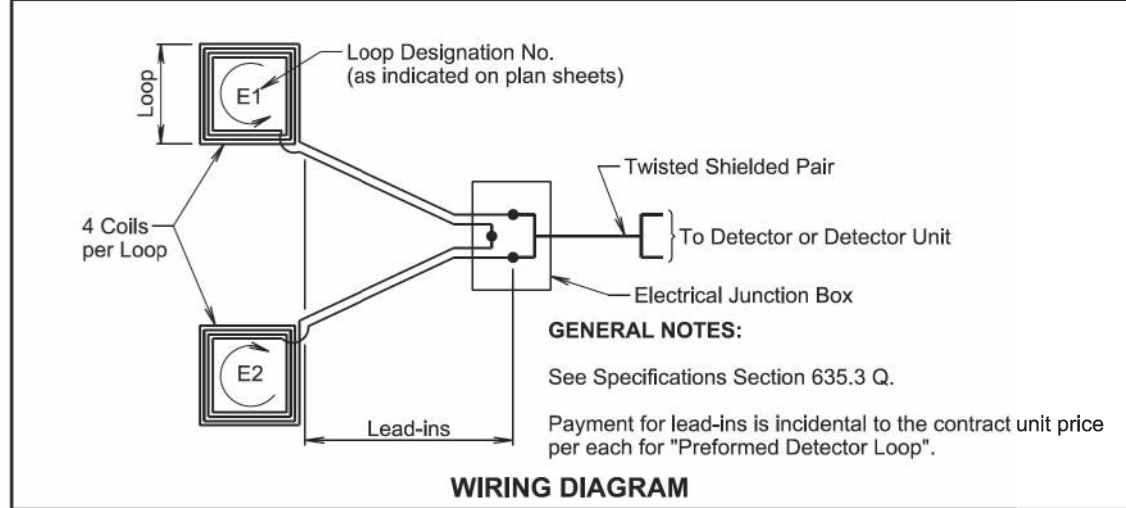 Loop Designation No.
(as indicated on plan sheets)
Loop
E1
Twisted Shielded Pair
4 Coils
per Loop
To Detector or Detector Unit
Electrical Junction Box
GENERAL NOTES:
See Specifications Section 635.3 Q.
E2
Lead-ins
Payment for lead-ins is incidental to the contract unit price
per each for "Preformed Detector Loop".
WIRING DIAGRAM